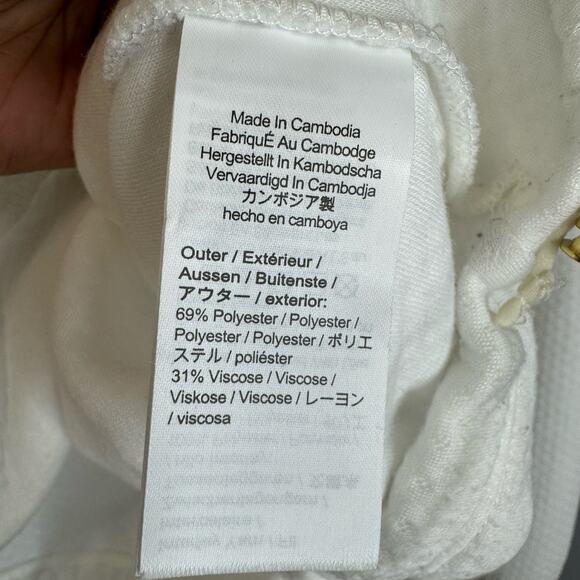 Made In Cambodia
FabriquÉ Au Cambodge
Hergestellt In Kambodscha
Vervaardigd In Cambodja
カンボジア製
hecho en camboya
Outer / Extérieur /
Aussen / Buitenste /
アウター / exterior:
69% Polyester / Polyester /
Polyester / Polyester / ポリエ
ステル / poliéster
31% Viscose / Viscose /
Viskose / Viscose / レーヨン
/ viscosa